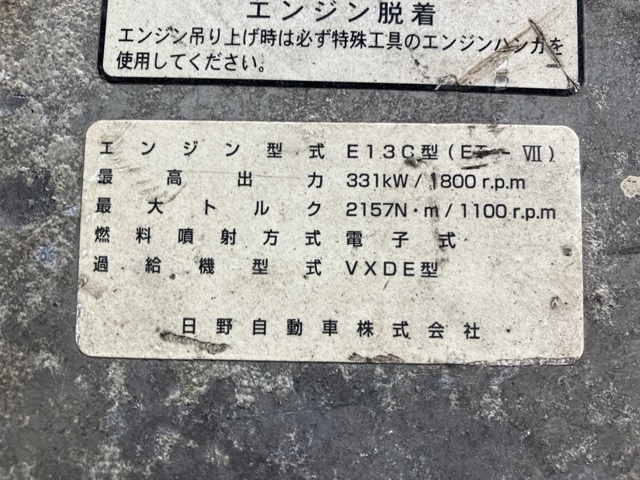 エンジン脱着
エンジン吊り上げ時は必ず特殊工具のエンジンハンガを
使用してください。
エンジン型式 E13C型(ET-Ⅶ)
最高出力 331kW/1800r.p.m
最大トルク 2157N・m/1100r.p.m
燃料噴射方式 電子式
過給機型式 VXDE型
日野自動車株式会社